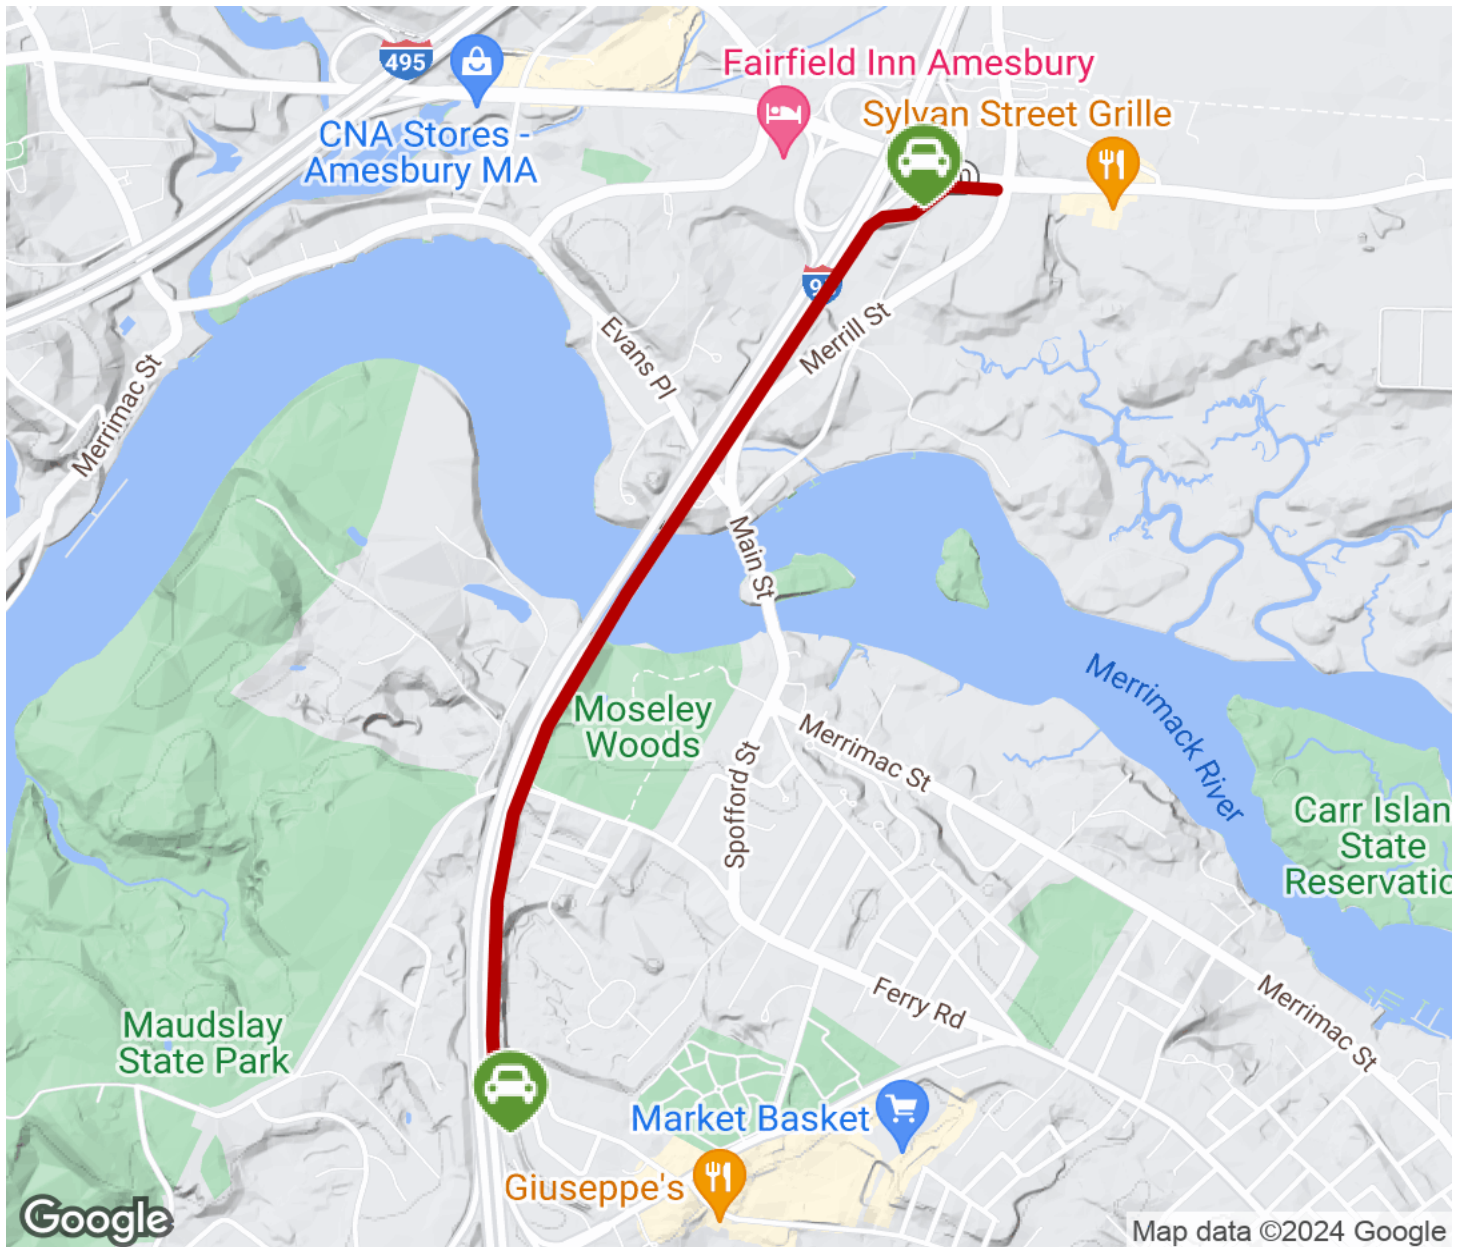 495
Fairfield Inn Amesbury
Sylvan Street Grille
CNA Stores -
Amesbury MA
Evans Pl
Merrill St
Merrimac St
Main St
Moseley
Woods
Merrimack River
Merrimac St
Spofford St
Carr Islan
State
Reservatio
Ferry Rd
Merrimac St
Maudslay
State Park
Market Basket
Giuseppe's
Google
Map data ©2024 Google